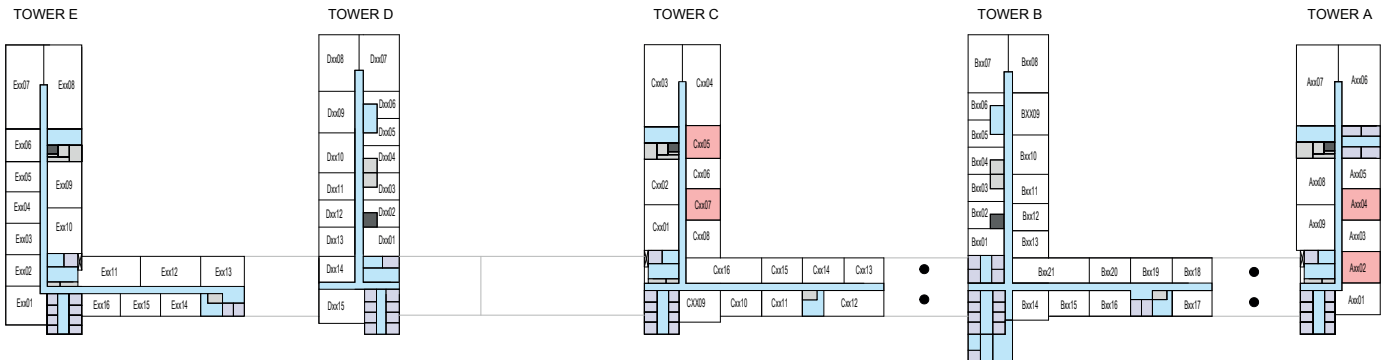 TOWER E
TOWER D
TOWER C
TOWER B
TOWER A
Exx07
Exx08
Exx06
Exx05
Exx09
Exx04
Exx03
Exx10
Exx02
Exx11
Exx12
Exx13
Exx01
Exx16
Exx15
Exx14
Dxx08
Dxx07
Dxx09
Dxx06
Dxx05
Dxx10
Dxx04
Dxx11
Dxx03
Dxx12
Dxx02
Dxx13
Dxx01
Dxx14
Dxx15
Cxx03
Cxx04
Cxx05
Cxx02
Cxx06
Cxx07
Cxx01
Cxx08
Cxx16
Cxx15
Cxx14
Cxx13
CXX09
Cxx10
Cxx11
Cxx12
Bxx07
Bxx08
Bxx06
BXX09
Bxx05
Bxx04
Bxx10
Bxx03
Bxx11
Bxx02
Bxx12
Bxx01
Bxx13
Bxx21
Bxx20
Bxx19
Bxx18
Bxx14
Bxx15
Bxx16
Bxx17
Axx07
Axx06
Axx08
Axx05
Axx04
Axx09
Axx03
Axx02
Axx01